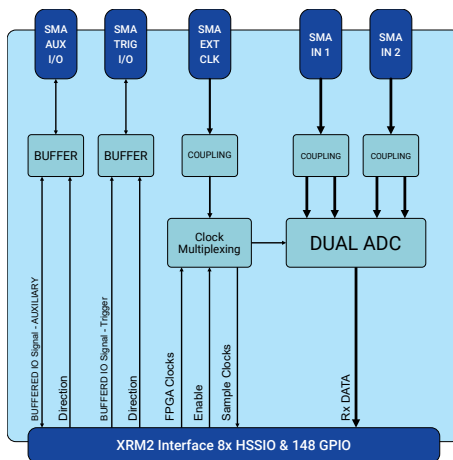 SMA
AUX
I/O
SMA
TRIG
I/O
SMA
EXT
CLK
SMA
IN 1
SMA
IN 2
BUFFER
BUFFER
COUPLING
COUPLING
COUPLING
Clock
Multiplexing
DUAL ADC
BUFFERED IO Signal - AUXILIARY
Direction
BUFFERED IO Signal - Trigger
Direction
FPGA Clocks
Enable
Sample Clocks
Rx DATA
XRM2 Interface 8x HSSIO & 148 GPIO